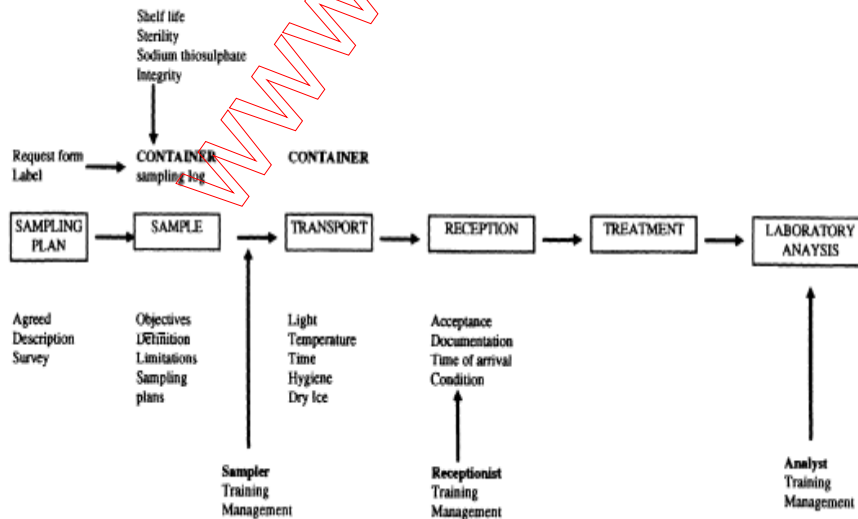 Shelf life
Sterility
Sodium thiosulphate
Integrity
Request form
Label
CONTAINER
sampling log
CONTAINER
SAMPLING
PLAN
SAMPLE
TRANSPORT
RECEPTION
TREATMENT
LABORATORY
ANAYSIS
Agreed
Description
Survey
Objectives
Definition
Limitations
Sampling
plans
Light
Temperature
Time
Hygiene
Dry Ice
Acceptance
Documentation
Time of arrival
Condition
Sampler
Training
Management
Receptionist
Training
Management
Analyst
Training
Management
www